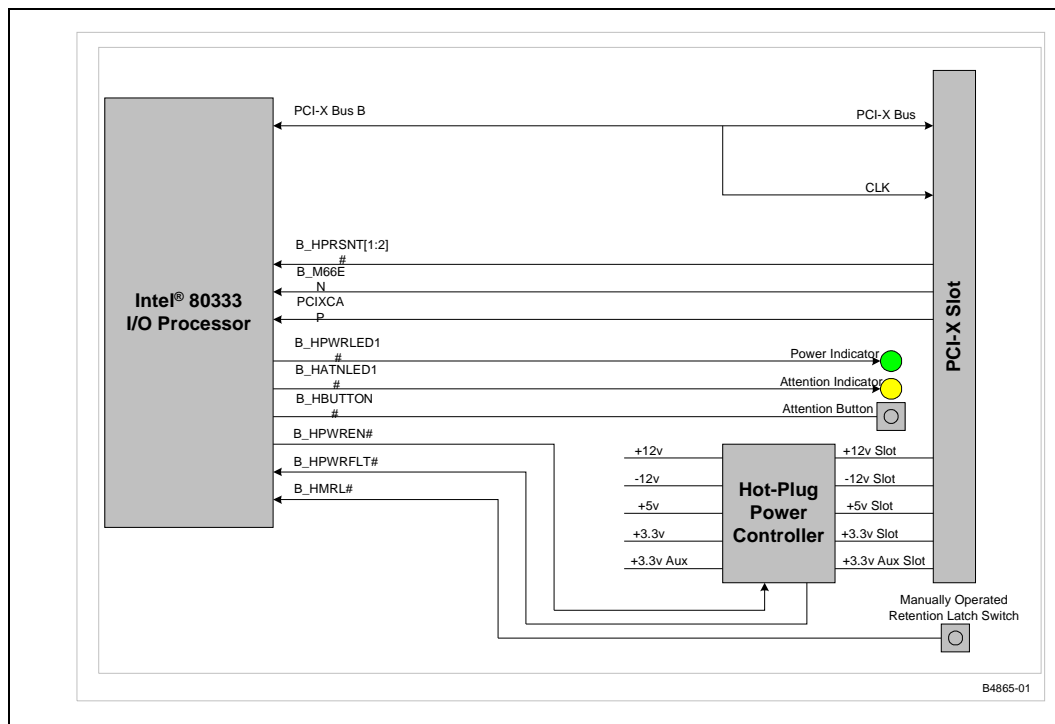 PCI-X Bus B
PCI-X Bus
CLK
B_HPRSNT[1:2]
#
B_M66E
N
PCIXCA
P
Intel® 80333
I/O Processor
PCI-X Slot
B_HPWRLED1
#
Power Indicator
B_HATNLED1
#
Attention Indicator
B_HBUTTON
#
Attention Button
B_HPWREN#
B_HPWRFLT#
B_HMRL#
+12v
-12v
+5v
+3.3v
+3.3v Aux
Hot-Plug
Power
Controller
+12v Slot
-12v Slot
+5v Slot
+3.3v Slot
+3.3v Aux Slot
Manually Operated
Retention Latch Switch
B4865-01